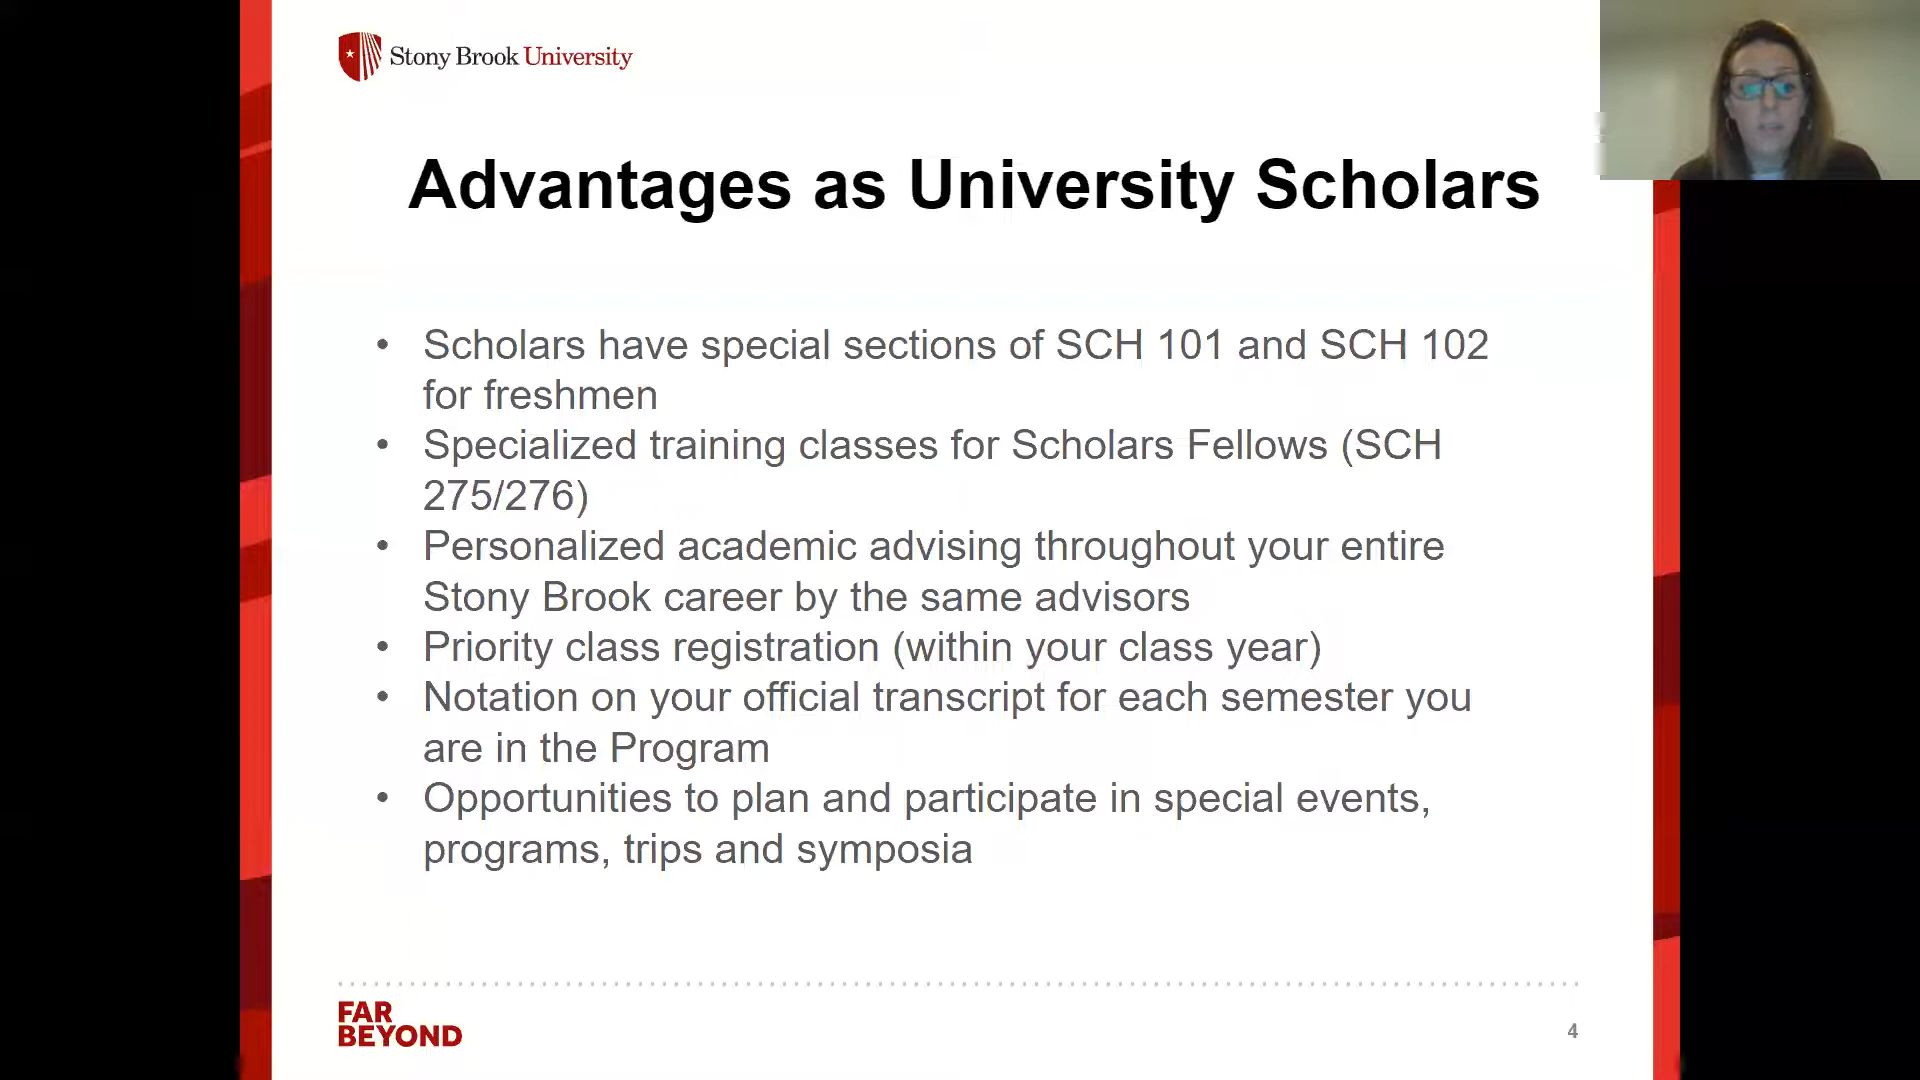 Stony Brook University
Advantages as University Scholars
• Scholars have special sections of SCH 101 and SCH 102
for freshmen
• Specialized training classes for Scholars Fellows (SCH
275/276)
• Personalized academic advising throughout your entire
Stony Brook career by the same advisors
• Priority class registration (within your class year)
• Notation on your official transcript for each semester you
are in the Program
• Opportunities to plan and participate in special events,
programs, trips and symposia
FAR
BEYOND
4